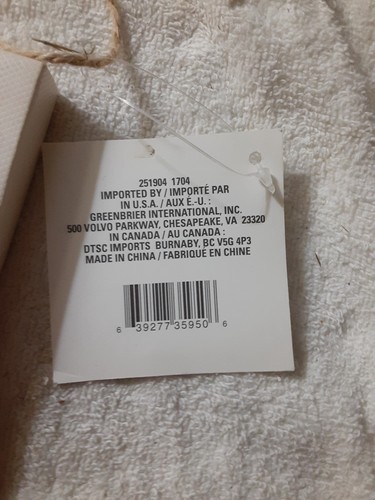 251904 1704
IMPORTED BY / IMPORTÉ PAR
IN U.S.A. / AUX É.-U. :
GREENBRIER INTERNATIONAL, INC.
500 VOLVO PARKWAY, CHESAPEAKE, VA 23320
IN CANADA / AU CANADA :
DTSC IMPORTS BURNABY, BC V5G 4P3
MADE IN CHINA / FABRIQUÉ EN CHINE
6 39277 35950 6